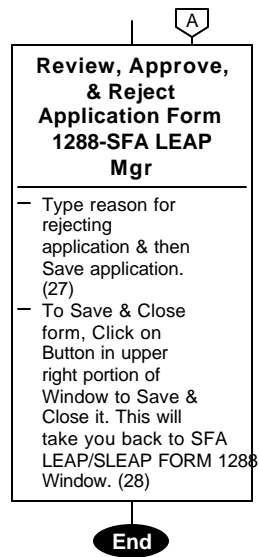 A
Review, Approve,
& Reject
Application Form
1288-SFA LEAP
Mgr
– Type reason for
rejecting
application & then
Save application.
(27)
– To Save & Close
form, Click on
Button in upper
right portion of
Window to Save &
Close it. This will
take you back to SFA
LEAP/SLEAP FORM 1288
Window. (28)
End